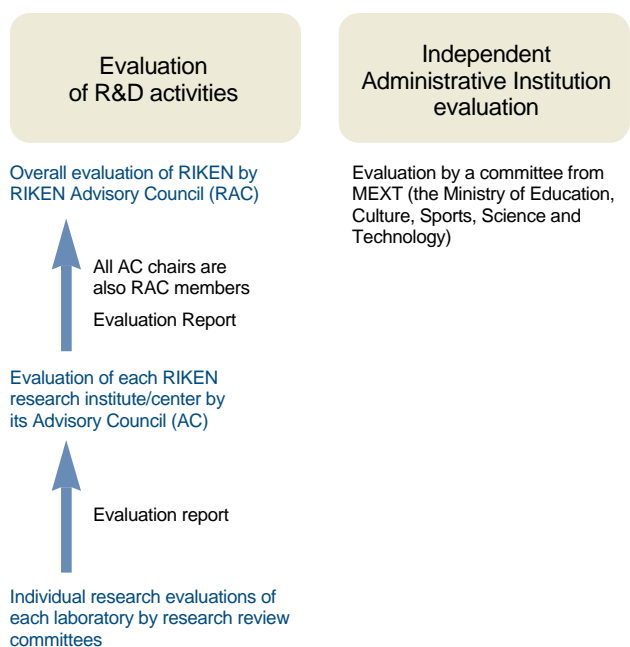 Evaluation
of R&D activities
Independent
Administrative Institution
evaluation
Overall evaluation of RIKEN by
RIKEN Advisory Council (RAC)
All AC chairs are
also RAC members
Evaluation Report
Evaluation of each RIKEN
research institute/center by
its Advisory Council (AC)
Evaluation report
Individual research evaluations of
each laboratory by research review
committees
Evaluation by a committee from
MEXT (the Ministry of Education,
Culture, Sports, Science and
Technology)